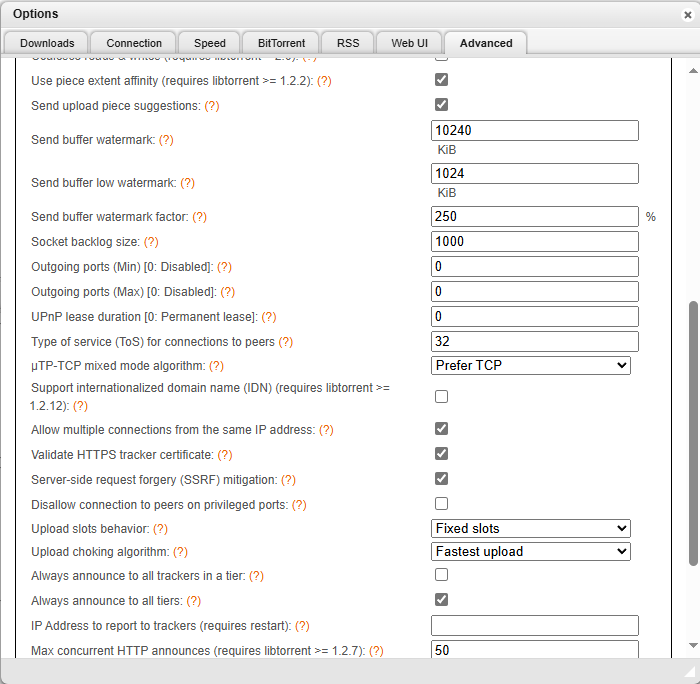 Options
Downloads
Connection
Speed
BitTorrent
RSS
Web UI
Advanced
Coalesce reads & writes (requires libtorrent < 2.0): (?)
Use piece extent affinity (requires libtorrent >= 1.2.2): (?)
Send upload piece suggestions: (?)
Send buffer watermark: (?) 10240
KiB
Send buffer low watermark: (?) 1024
KiB
Send buffer watermark factor: (?) 250 %
Socket backlog size: (?) 1000
Outgoing ports (Min) [0: Disabled]: (?) 0
Outgoing ports (Max) [0: Disabled]: (?) 0
UPnP lease duration [0: Permanent lease]: (?) 0
Type of service (ToS) for connections to peers (?) 32
μTP-TCP mixed mode algorithm: (?) Prefer TCP
Support internationalized domain name (IDN) (requires libtorrent >=
1.2.12): (?)
Allow multiple connections from the same IP address: (?)
Validate HTTPS tracker certificate: (?)
Server-side request forgery (SSRF) mitigation: (?)
Disallow connection to peers on privileged ports: (?)
Upload slots behavior: (?) Fixed slots
Upload choking algorithm: (?) Fastest upload
Always announce to all trackers in a tier: (?)
Always announce to all tiers: (?)
IP Address to report to trackers (requires restart): (?)
Max concurrent HTTP announces (requires libtorrent >= 1.2.7): (?) 50